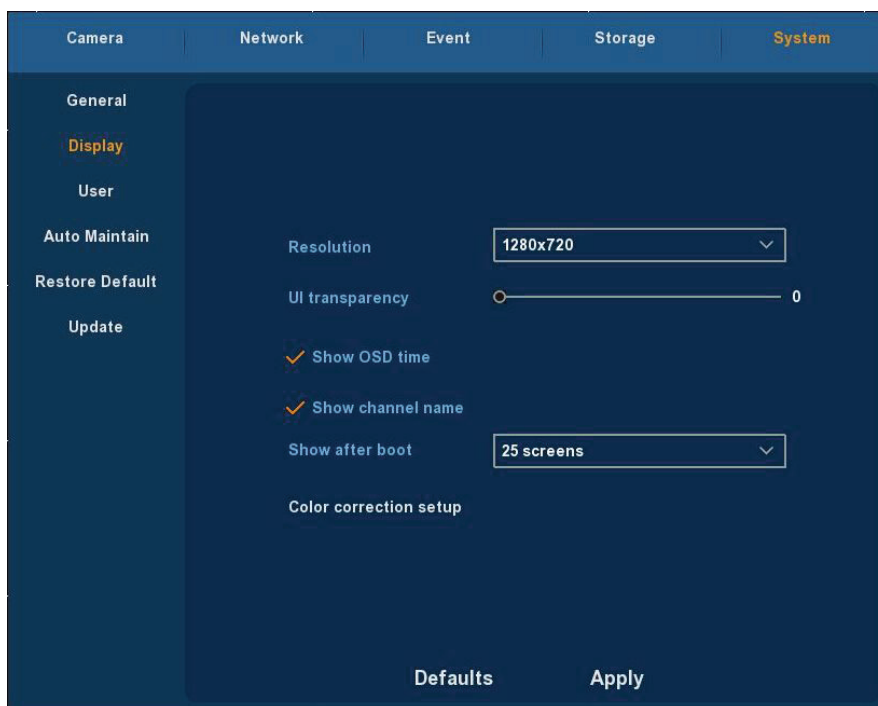 Camera Network Event Storage System
General
Display
User
Auto Maintain
Restore Default
Update
Resolution 1280x720
UI transparency 0
Show OSD time
Show channel name
Show after boot 25 screens
Color correction setup
Defaults Apply